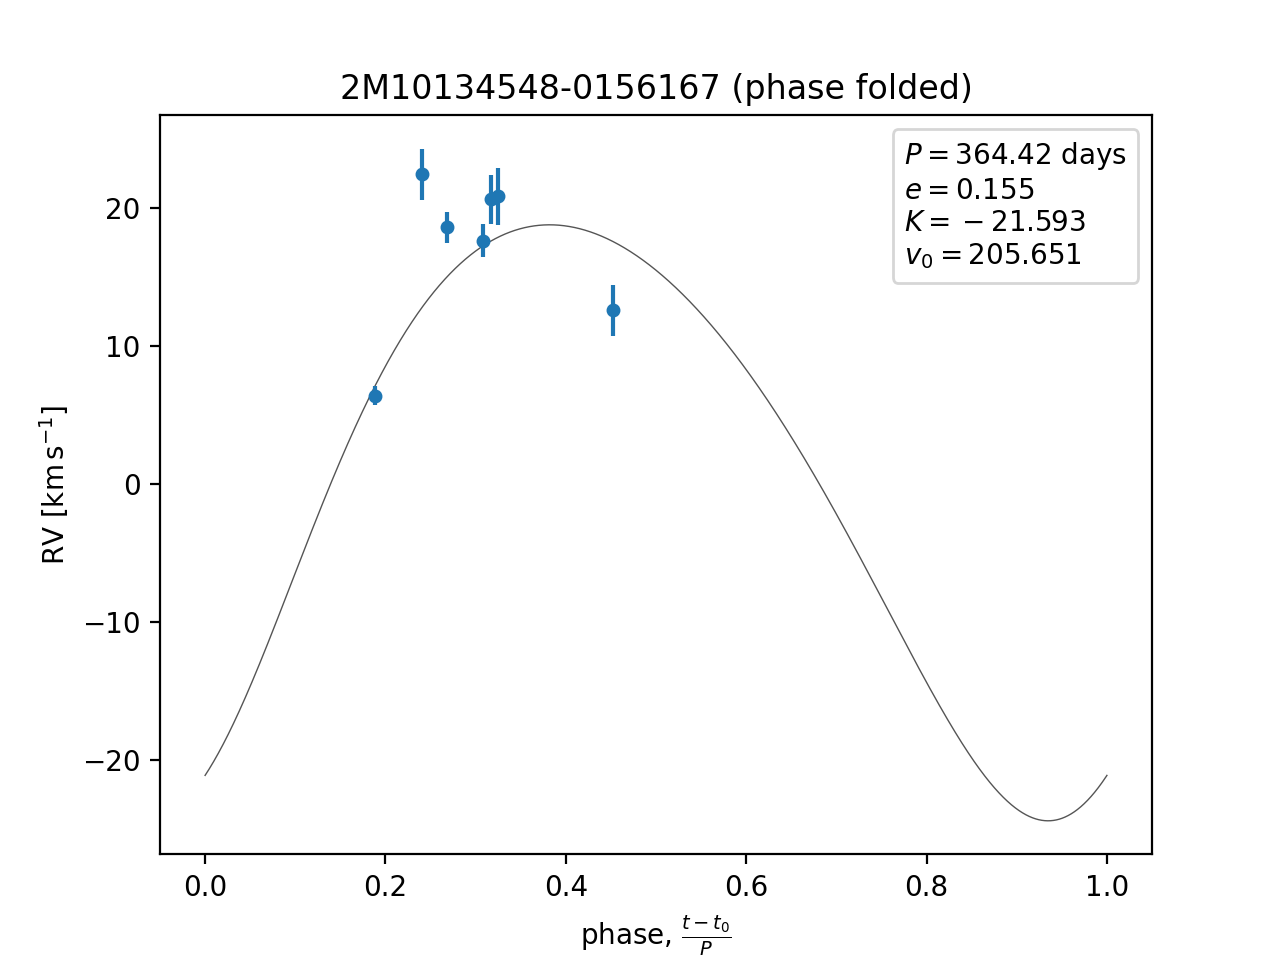 2M10134548-0156167 (phase folded)
P = 364.42 days
e = 0.155
K = −21.593
v₀ = 205.651
RV [km s⁻¹]
20
10
0
−10
−20
0.0 0.2 0.4 0.6 0.8 1.0
phase, (t − t₀)/P